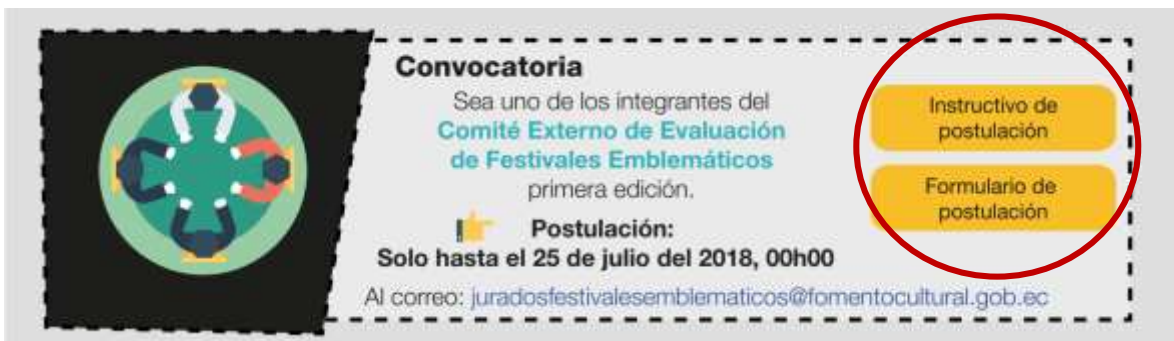 Convocatoria
Sea uno de los integrantes del
Comité Externo de Evaluación
de Festivales Emblemáticos
primera edición.
Postulación:
Solo hasta el 25 de julio del 2018, 00h00
Al correo: juradosfestivalesemblematicos@fomentocultural.gob.ec
Instructivo de
postulación
Formulario de
postulación